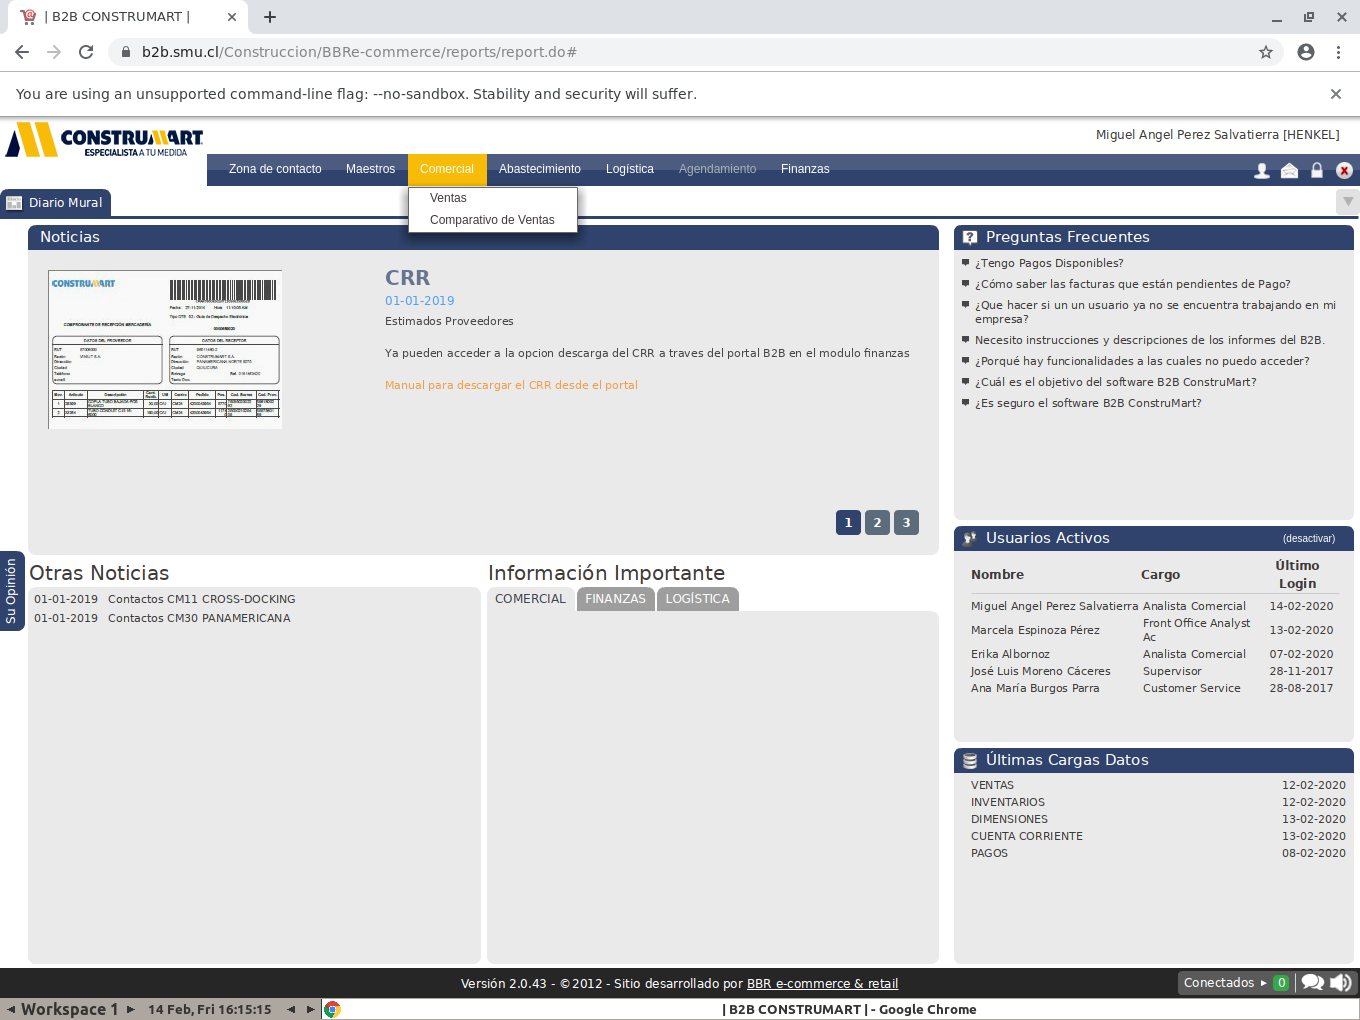 | B2B CONSTRUMART |
b2b.smu.cl/Construccion/BBRe-commerce/reports/report.do#
You are using an unsupported command-line flag: --no-sandbox. Stability and security will suffer.
CONSTRUMART
ESPECIALISTA A TU MEDIDA
Miguel Angel Perez Salvatierra [HENKEL]
Zona de contacto Maestros Comercial Abastecimiento Logística Agendamiento Finanzas
Ventas
Comparativo de Ventas
Diario Mural
Noticias
CONSTRUMART
COMPROBANTE DE RECEPCIÓN MERCADERÍA
DATOS DEL PROVEEDOR
DATOS DEL RECEPTOR
CRR
01-01-2019
Estimados Proveedores
Ya pueden acceder a la opcion descarga del CRR a traves del portal B2B en el modulo finanzas
Manual para descargar el CRR desde el portal
1 2 3
Preguntas Frecuentes
¿Tengo Pagos Disponibles?
¿Cómo saber las facturas que están pendientes de Pago?
¿Que hacer si un un usuario ya no se encuentra trabajando en mi
empresa?
Necesito instrucciones y descripciones de los informes del B2B.
¿Porqué hay funcionalidades a las cuales no puedo acceder?
¿Cuál es el objetivo del software B2B ConstruMart?
¿Es seguro el software B2B ConstruMart?
Su Opinión
Otras Noticias
01-01-2019 Contactos CM11 CROSS-DOCKING
01-01-2019 Contactos CM30 PANAMERICANA
Información Importante
COMERCIAL FINANZAS LOGÍSTICA
Usuarios Activos (desactivar)
Nombre Cargo Último
Login
Miguel Angel Perez Salvatierra Analista Comercial 14-02-2020
Marcela Espinoza Pérez Front Office Analyst
Ac 13-02-2020
Erika Albornoz Analista Comercial 07-02-2020
José Luis Moreno Cáceres Supervisor 28-11-2017
Ana María Burgos Parra Customer Service 28-08-2017
Últimas Cargas Datos
VENTAS 12-02-2020
INVENTARIOS 12-02-2020
DIMENSIONES 13-02-2020
CUENTA CORRIENTE 13-02-2020
PAGOS 08-02-2020
Versión 2.0.43 - ©2012 - Sitio desarrollado por BBR e-commerce & retail
Conectados 0
Workspace 1 14 Feb, Fri 16:15:15 | B2B CONSTRUMART | - Google Chrome